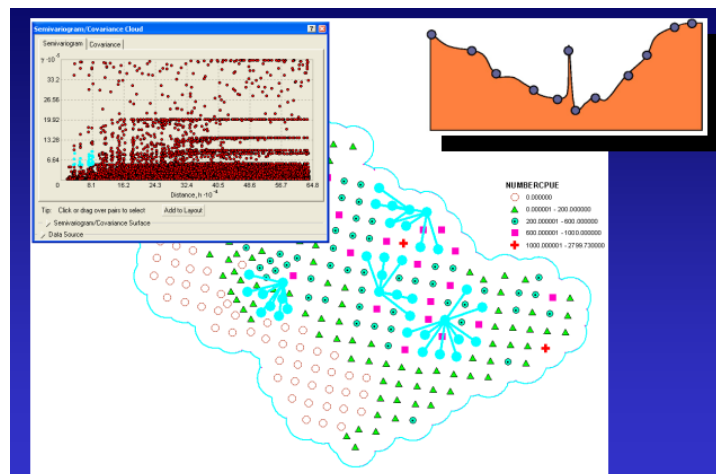 Semivariogram/Covariance Cloud
Semivariogram Covariance
γ·10⁴
33.2
26.56
19.92
13.28
6.64
0 8.1 16.2 24.3 32.4 40.5 48.6 56.7 64.8
Distance, h ·10⁻⁴
Tip: Click or drag over pairs to select Add to Layout
Semivariogram/Covariance Surface
Data Source
NUMBERCPUE
0.000000
0.000001 - 200.000000
200.000001 - 600.000000
600.000001 - 1000.000000
1000.000001 - 2799.730000